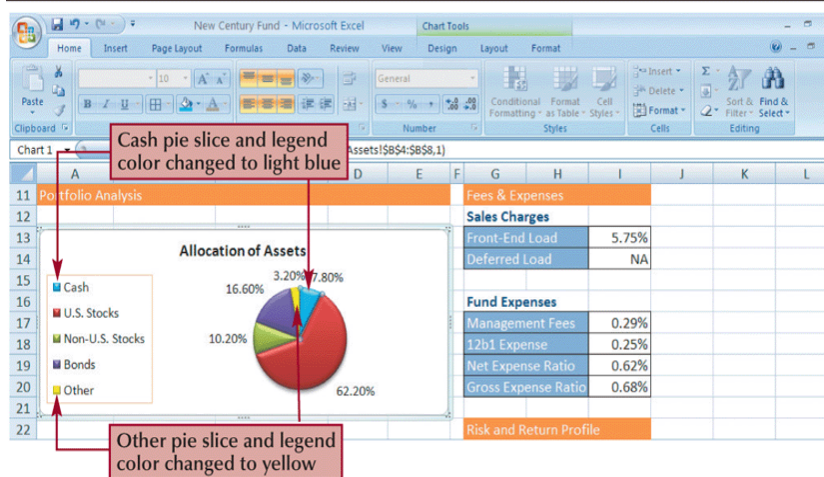 New Century Fund - Microsoft Excel
Chart Tools
Home Insert Page Layout Formulas Data Review View Design Layout Format
Paste
10
A A
B I U
A
General
$ % ,
Conditional Formatting
Format as Table
Cell Styles
Insert
Delete
Format
Σ
Sort & Filter
Find & Select
Clipboard Number Styles Cells Editing
Chart 1
Assets!$B$4:$B$8,1)
Cash pie slice and legend
color changed to light blue
A D E F G H I J K L
11 Portfolio Analysis Fees & Expenses
12 Sales Charges
13 Front-End Load 5.75%
14 Deferred Load NA
15
16 Fund Expenses
17 Management Fees 0.29%
18 12b1 Expense 0.25%
19 Net Expense Ratio 0.62%
20 Gross Expense Ratio 0.68%
21
22 Risk and Return Profile
Allocation of Assets
Cash
U.S. Stocks
Non-U.S. Stocks
Bonds
Other
3.20% 7.80%
16.60%
10.20%
62.20%
Other pie slice and legend
color changed to yellow